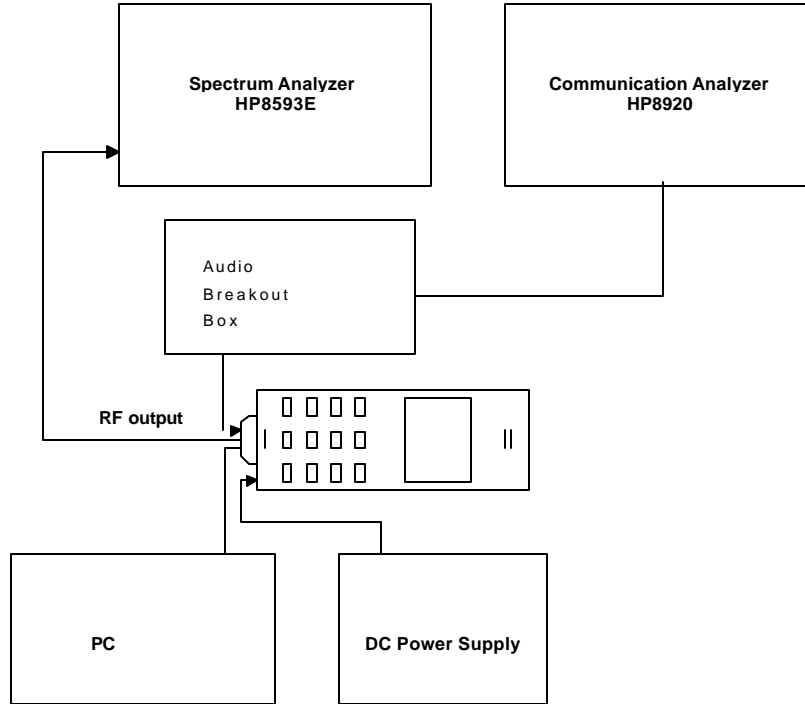 Spectrum Analyzer
HP8593E
Communication Analyzer
HP8920
Audio
Breakout
Box
RF output
PC
DC Power Supply